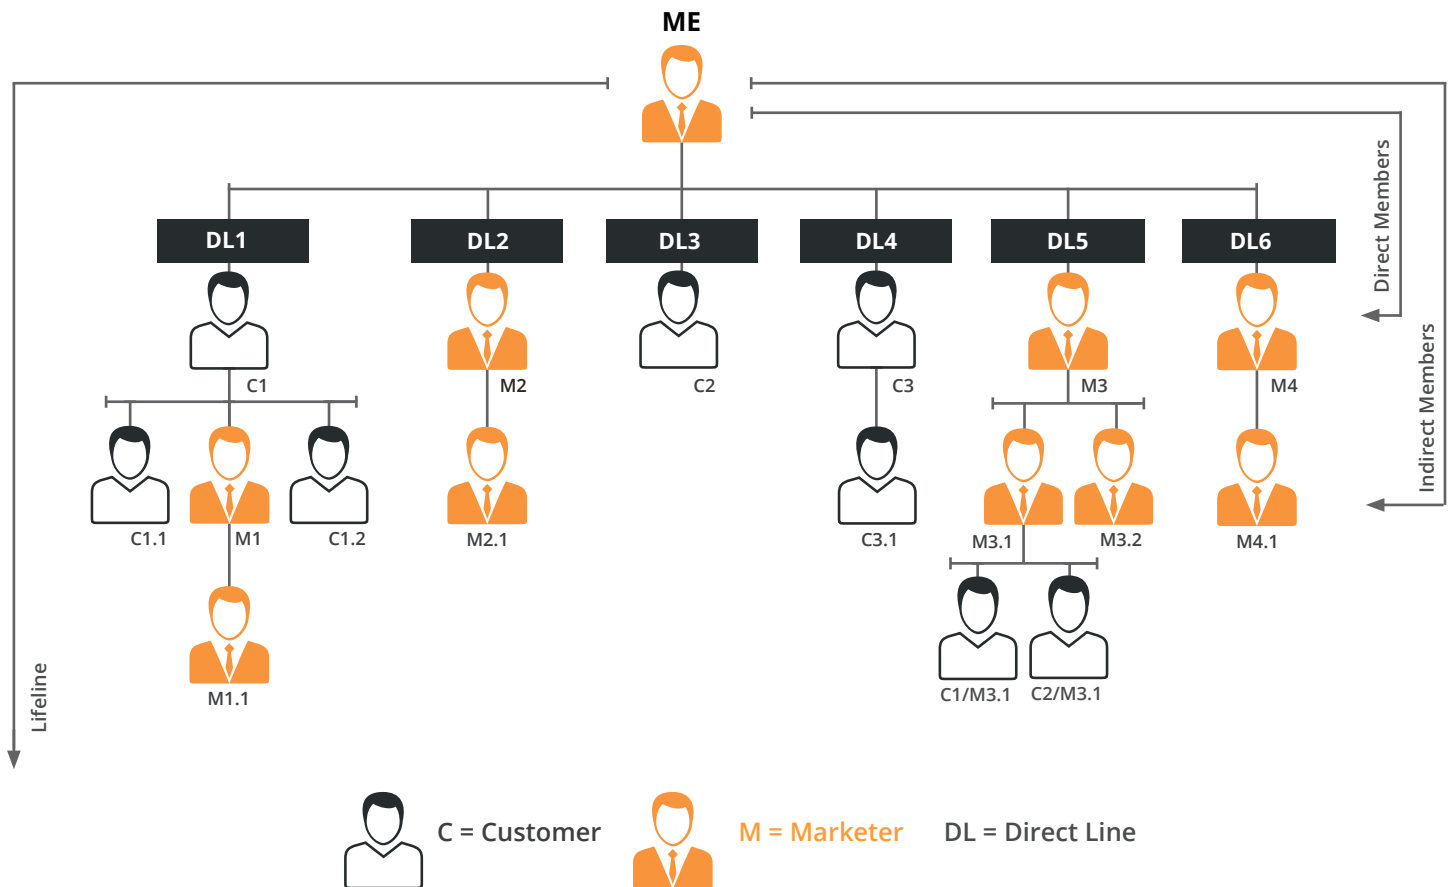 ME
DL1
DL2
DL3
DL4
DL5
DL6
Direct Members
Indirect Members
C1
M2
C2
C3
M3
M4
C1.1
M1
C1.2
M2.1
C3.1
M3.1
M3.2
M4.1
M1.1
C1/M3.1
C2/M3.1
Lifeline
C = Customer
M = Marketer
DL = Direct Line